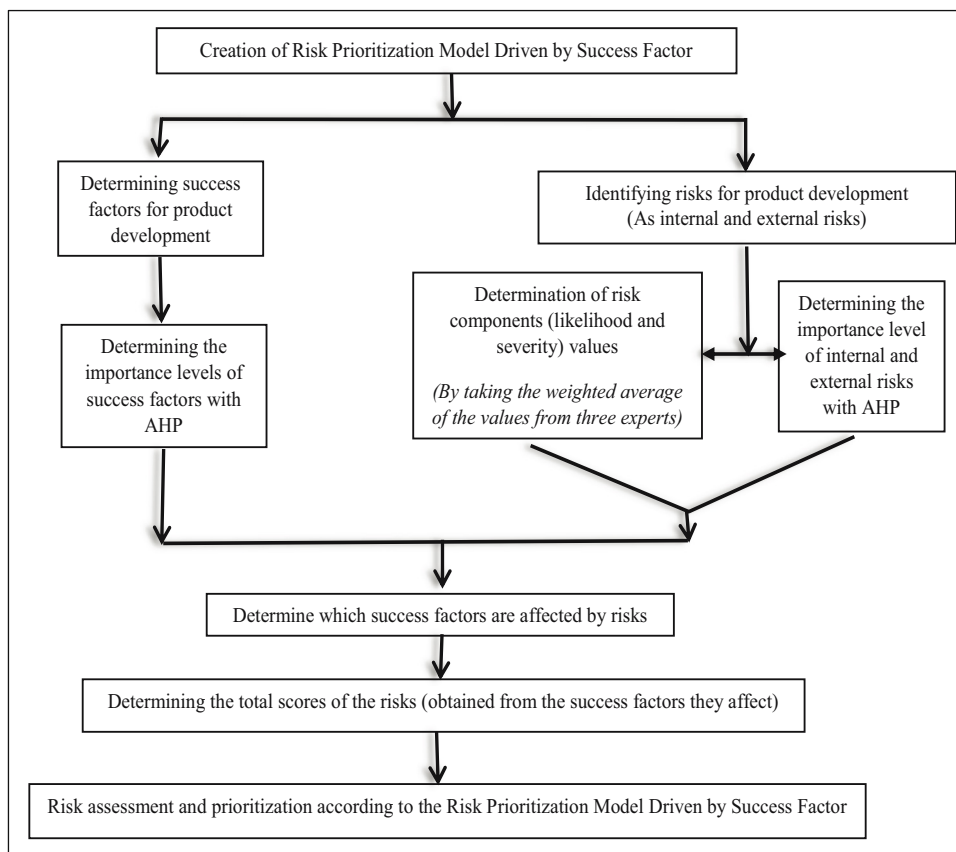 Creation of Risk Prioritization Model Driven by Success Factor
Determining success
factors for product
development
Identifying risks for product development
(As internal and external risks)
Determining the
importance levels of
success factors with
AHP
Determination of risk
components (likelihood and
severity) values
(By taking the weighted average
of the values from three experts)
Determining the
importance level
of internal and
external risks
with AHP
Determine which success factors are affected by risks
Determining the total scores of the risks (obtained from the success factors they affect)
Risk assessment and prioritization according to the Risk Prioritization Model Driven by Success Factor